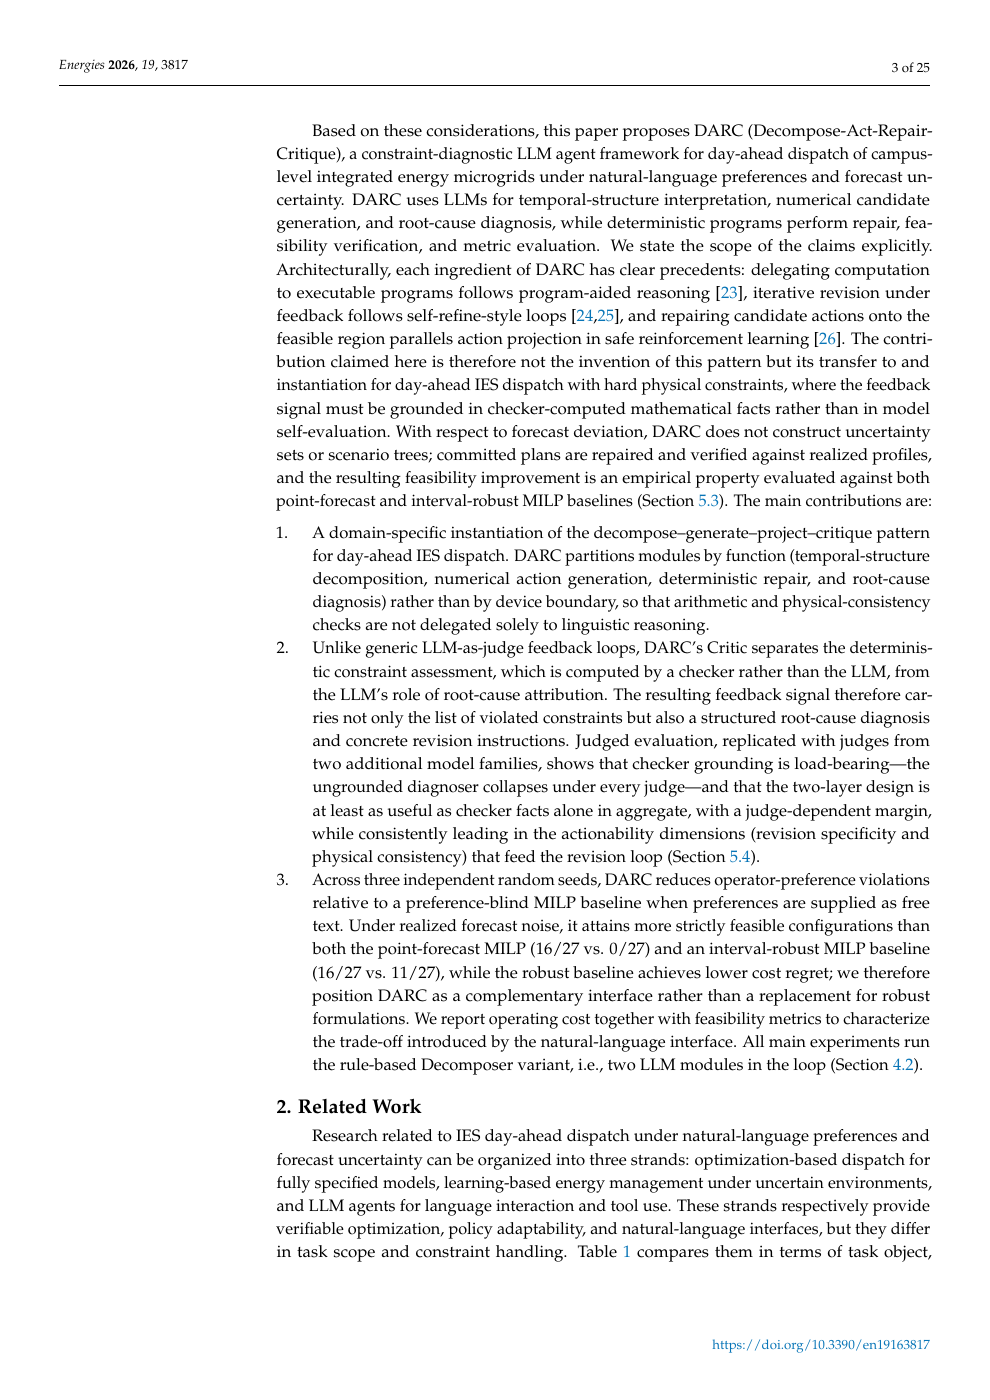 Energies 2026, 19, 3817
3 of 25
Based on these considerations, this paper proposes DARC (Decompose-Act-Repair-
Critique), a constraint-diagnostic LLM agent framework for day-ahead dispatch of campus-
level integrated energy microgrids under natural-language preferences and forecast un-
certainty. DARC uses LLMs for temporal-structure interpretation, numerical candidate
generation, and root-cause diagnosis, while deterministic programs perform repair, fea-
sibility verification, and metric evaluation. We state the scope of the claims explicitly.
Architecturally, each ingredient of DARC has clear precedents: delegating computation
to executable programs follows program-aided reasoning [23], iterative revision under
feedback follows self-refine-style loops [24,25], and repairing candidate actions onto the
feasible region parallels action projection in safe reinforcement learning [26]. The contri-
bution claimed here is therefore not the invention of this pattern but its transfer to and
instantiation for day-ahead IES dispatch with hard physical constraints, where the feedback
signal must be grounded in checker-computed mathematical facts rather than in model
self-evaluation. With respect to forecast deviation, DARC does not construct uncertainty
sets or scenario trees; committed plans are repaired and verified against realized profiles,
and the resulting feasibility improvement is an empirical property evaluated against both
point-forecast and interval-robust MILP baselines (Section 5.3). The main contributions are:
1. A domain-specific instantiation of the decompose–generate–project–critique pattern
for day-ahead IES dispatch. DARC partitions modules by function (temporal-structure
decomposition, numerical action generation, deterministic repair, and root-cause
diagnosis) rather than by device boundary, so that arithmetic and physical-consistency
checks are not delegated solely to linguistic reasoning.
2. Unlike generic LLM-as-judge feedback loops, DARC’s Critic separates the determinis-
tic constraint assessment, which is computed by a checker rather than the LLM, from
the LLM’s role of root-cause attribution. The resulting feedback signal therefore car-
ries not only the list of violated constraints but also a structured root-cause diagnosis
and concrete revision instructions. Judged evaluation, replicated with judges from
two additional model families, shows that checker grounding is load-bearing—the
ungrounded diagnoser collapses under every judge—and that the two-layer design is
at least as useful as checker facts alone in aggregate, with a judge-dependent margin,
while consistently leading in the actionability dimensions (revision specificity and
physical consistency) that feed the revision loop (Section 5.4).
3. Across three independent random seeds, DARC reduces operator-preference violations
relative to a preference-blind MILP baseline when preferences are supplied as free
text. Under realized forecast noise, it attains more strictly feasible configurations than
both the point-forecast MILP (16/27 vs. 0/27) and an interval-robust MILP baseline
(16/27 vs. 11/27), while the robust baseline achieves lower cost regret; we therefore
position DARC as a complementary interface rather than a replacement for robust
formulations. We report operating cost together with feasibility metrics to characterize
the trade-off introduced by the natural-language interface. All main experiments run
the rule-based Decomposer variant, i.e., two LLM modules in the loop (Section 4.2).
2. Related Work
Research related to IES day-ahead dispatch under natural-language preferences and
forecast uncertainty can be organized into three strands: optimization-based dispatch for
fully specified models, learning-based energy management under uncertain environments,
and LLM agents for language interaction and tool use. These strands respectively provide
verifiable optimization, policy adaptability, and natural-language interfaces, but they differ
in task scope and constraint handling. Table 1 compares them in terms of task object,
https://doi.org/10.3390/en19163817